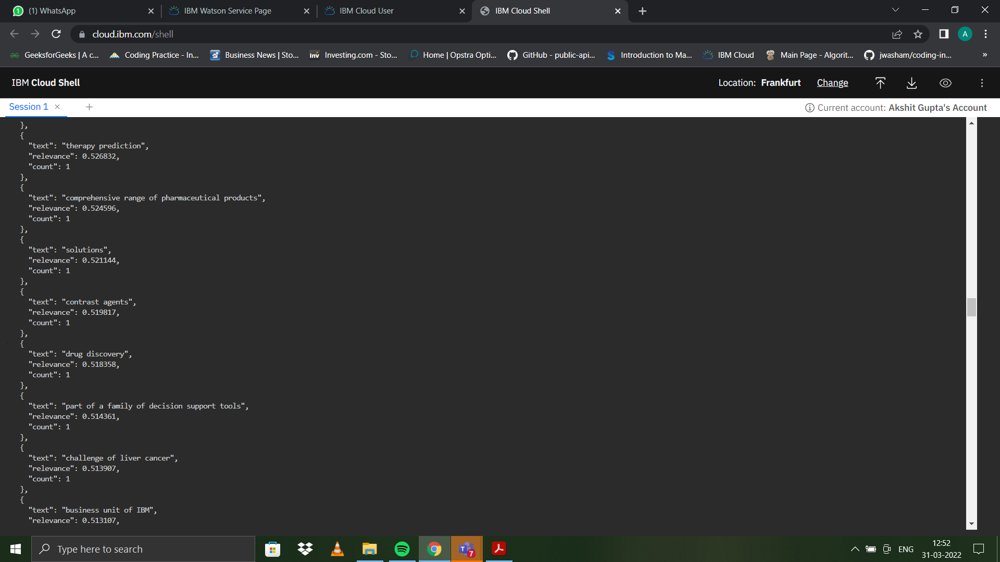 (1) WhatsApp
IBM Watson Service Page
IBM Cloud User
IBM Cloud Shell
cloud.ibm.com/shell
A
GeeksforGeeks | A c...
Coding Practice - In...
Business News | Sto...
Inv
Investing.com - Sto...
Home | Opstra Opti...
GitHub - public-api...
Introduction to Ma...
IBM Cloud
Main Page - Algorit...
jwasham/coding-in...
»
IBM Cloud Shell
Location: Frankfurt
Change
Session 1
Current account: Akshit Gupta's Account
},
{
"text": "therapy prediction",
"relevance": 0.526832,
"count": 1
},
{
"text": "comprehensive range of pharmaceutical products",
"relevance": 0.524596,
"count": 1
},
{
"text": "solutions",
"relevance": 0.521144,
"count": 1
},
{
"text": "contrast agents",
"relevance": 0.519817,
"count": 1
},
{
"text": "drug discovery",
"relevance": 0.518358,
"count": 1
},
{
"text": "part of a family of decision support tools",
"relevance": 0.514361,
"count": 1
},
{
"text": "challenge of liver cancer",
"relevance": 0.513907,
"count": 1
},
{
"text": "business unit of IBM",
"relevance": 0.513107,
Type here to search
T
7
ENG
12:52
31-03-2022